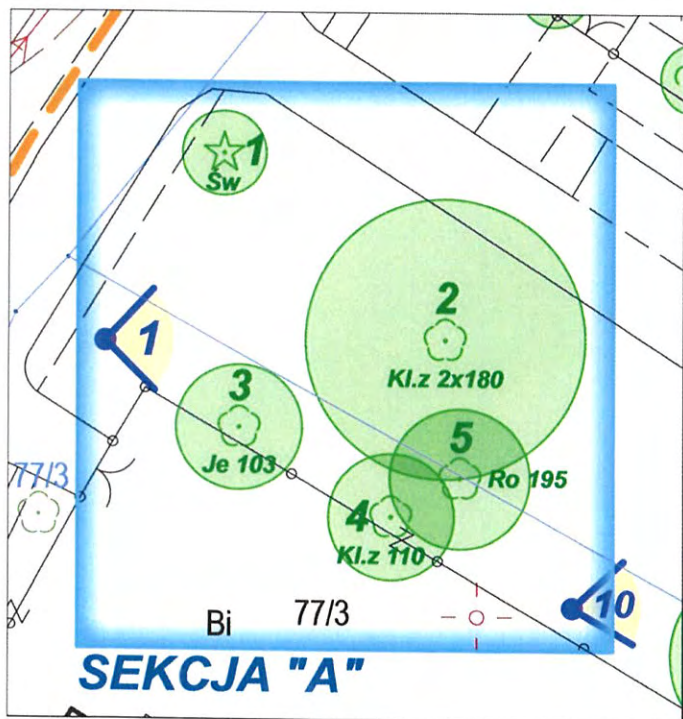 1
Św
2
Kl.z 2x180
1
3
Je 103
5
Ro 195
77/3
4
Kl.z 110
10
Bi
77/3
SEKCJA "A"